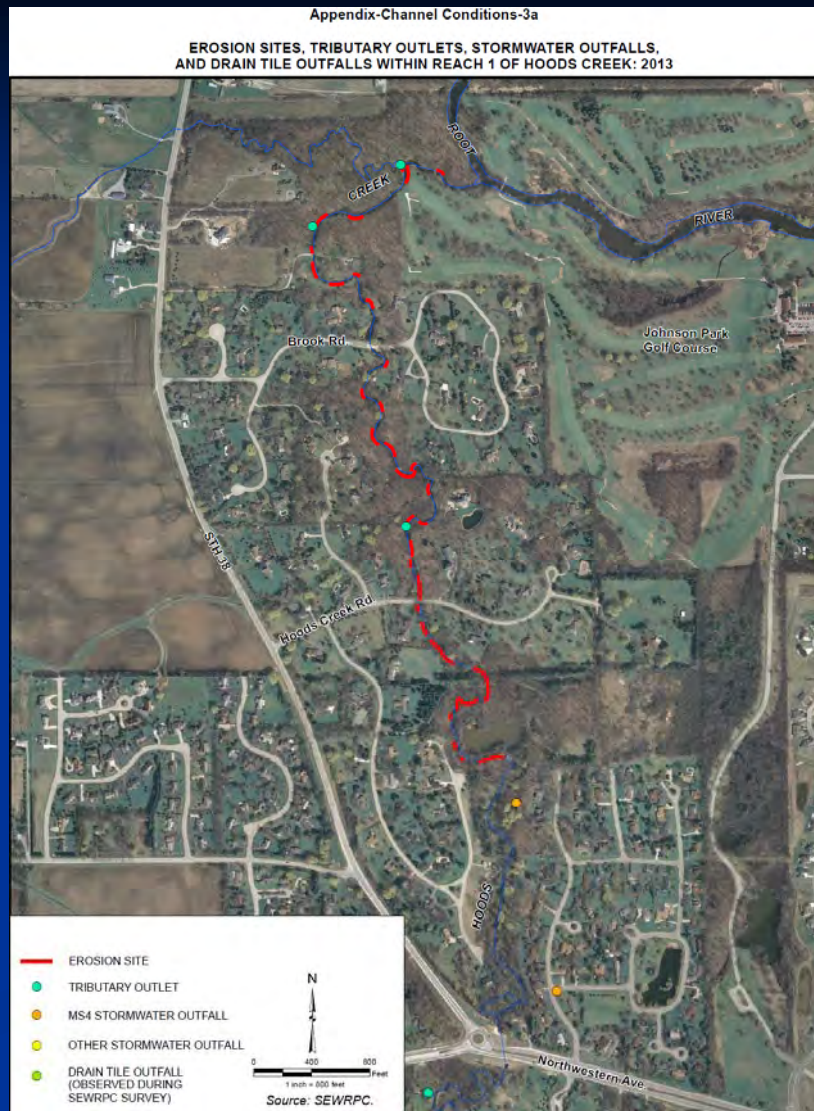 Appendix-Channel Conditions-3a
EROSION SITES, TRIBUTARY OUTLETS, STORMWATER OUTFALLS,
AND DRAIN TILE OUTFALLS WITHIN REACH 1 OF HOODS CREEK: 2013
ROOT
CREEK
RIVER
Brook Rd.
Johnson Park
Golf Course
STH 38
Hoods Creek Rd.
HOODS
Northwestern Ave.
EROSION SITE
TRIBUTARY OUTLET
MS4 STORMWATER OUTFALL
OTHER STORMWATER OUTFALL
DRAIN TILE OUTFALL
(OBSERVED DURING
SEWRPC SURVEY)
N
0 400 800
Feet
1 inch = 800 feet
Source: SEWRPC.